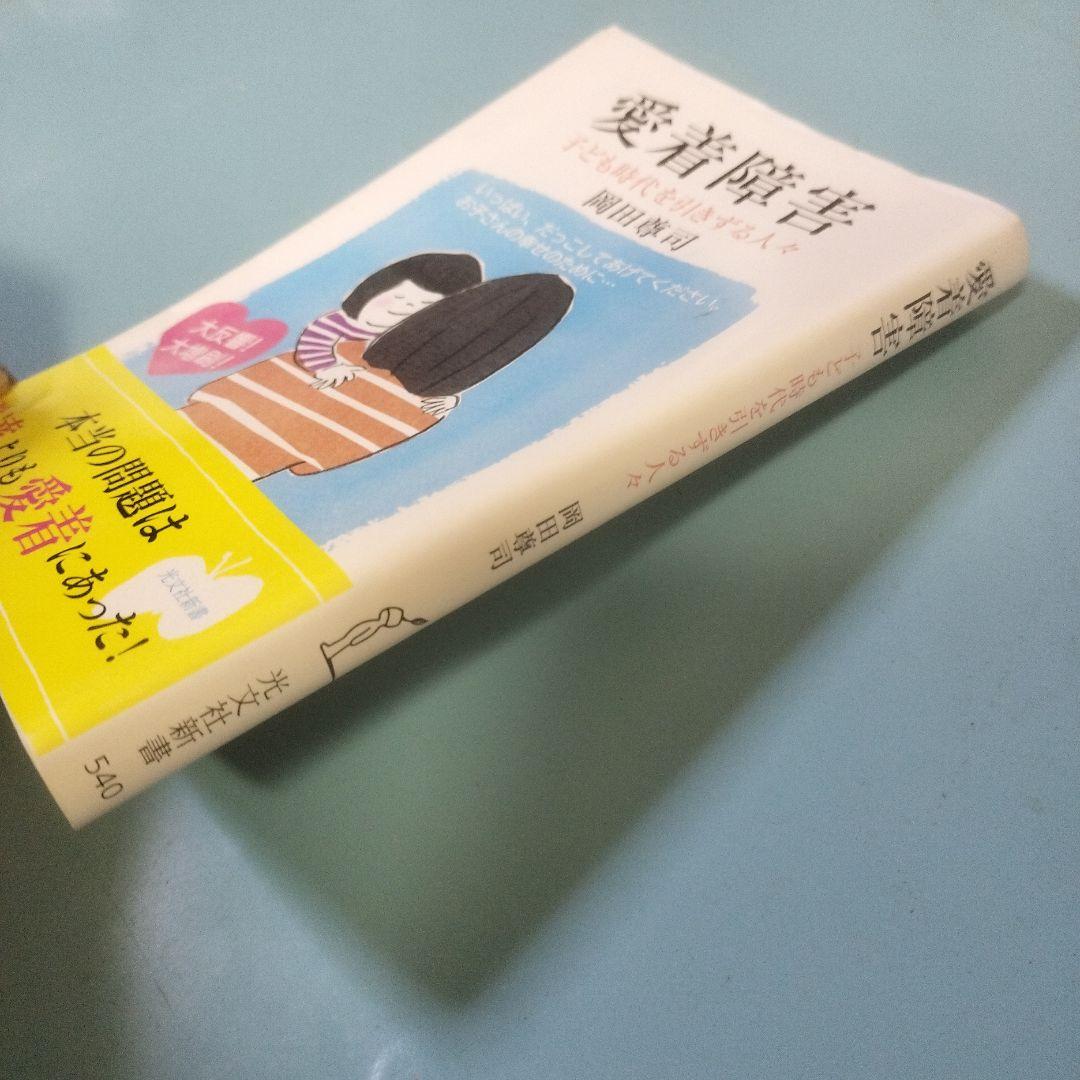 愛着障害
子ども時代を引きずる人々
岡田尊司
いっぱい、だっこしてあげてください。
お子さんの幸せのために…
大反響!
大増刷!
本当の問題は
よりも愛着にあった!
光文社新書
愛着障害
子ども時代を引きずる人々
岡田尊司
光文社新書
540